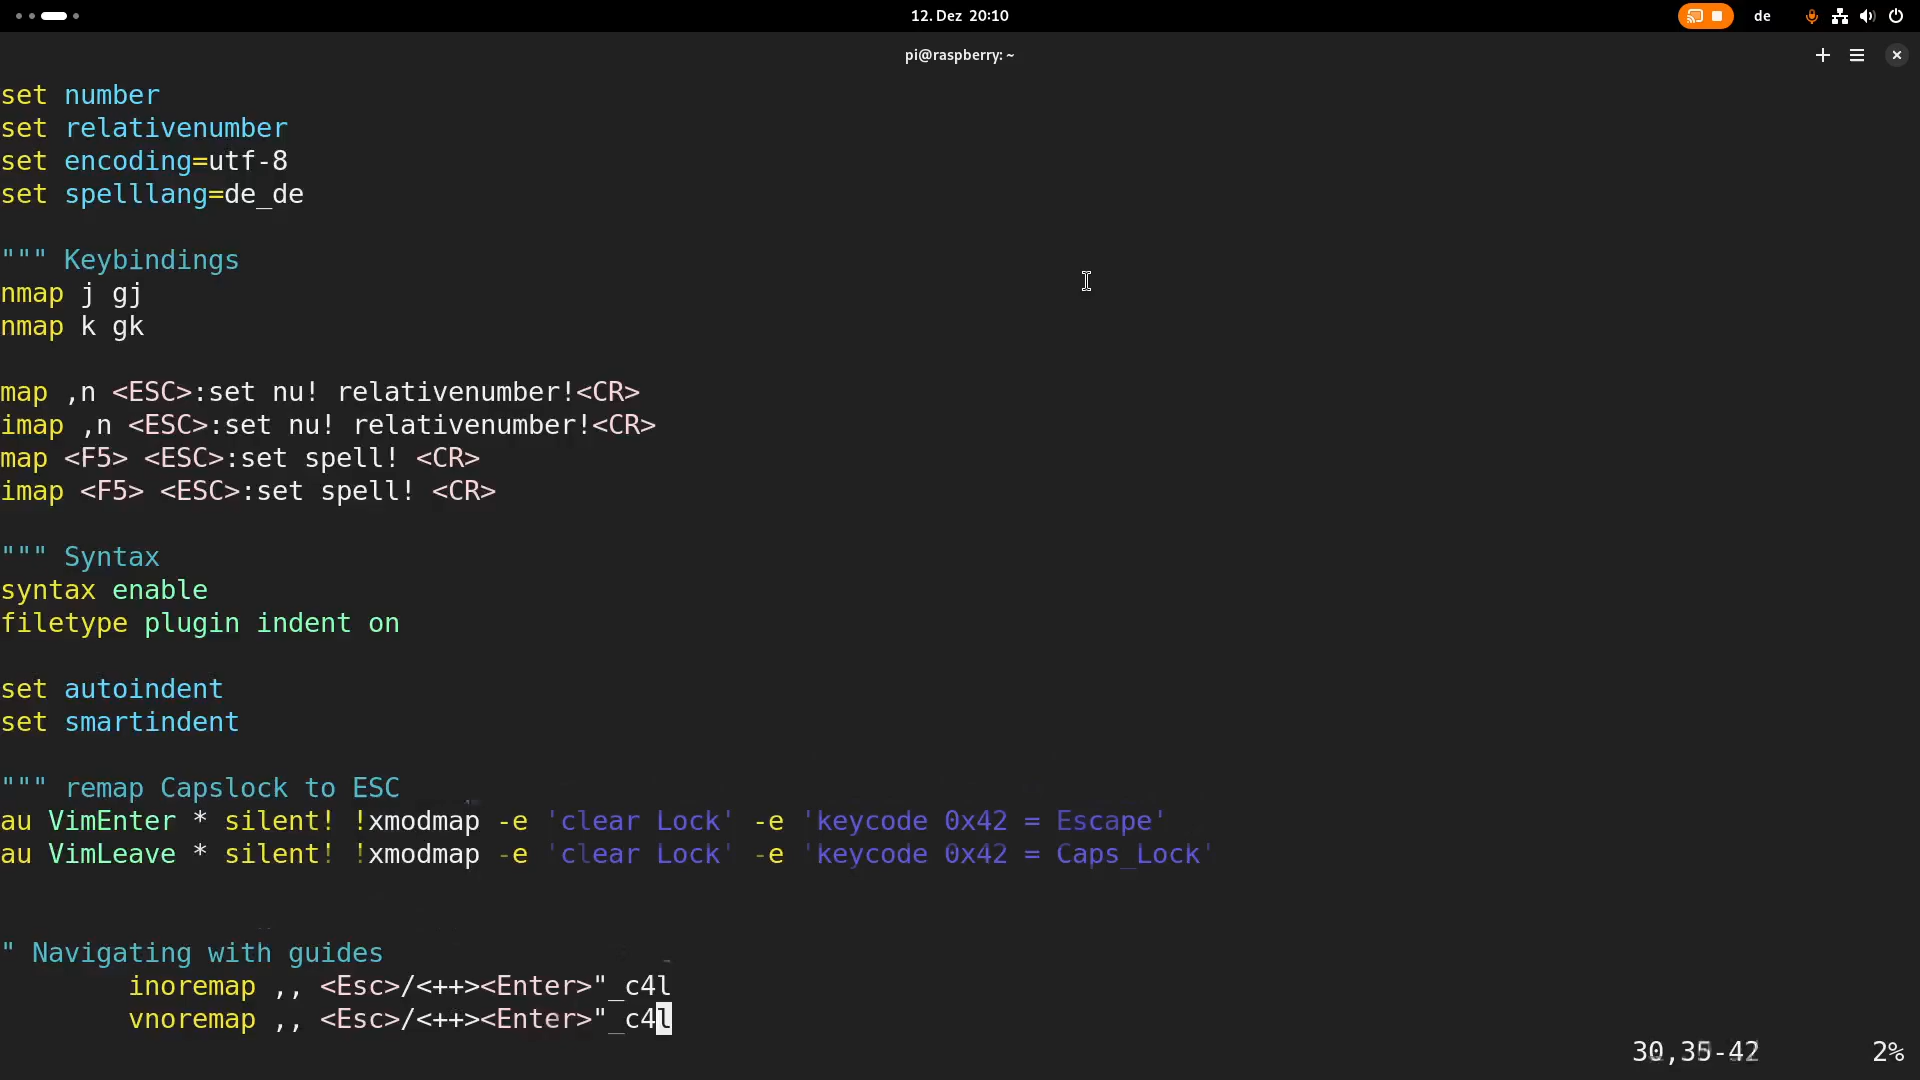 12. Dez 20:10
de
pi@raspberry: ~
set number
set relativenumber
set encoding=utf-8
set spelllang=de_de
""" Keybindings
nmap j gj
nmap k gk
map ,n <ESC>:set nu! relativenumber!<CR>
imap ,n <ESC>:set nu! relativenumber!<CR>
map <F5> <ESC>:set spell! <CR>
imap <F5> <ESC>:set spell! <CR>
""" Syntax
syntax enable
filetype plugin indent on
set autoindent
set smartindent
""" remap Capslock to ESC
au VimEnter * silent! !xmodmap -e 'clear Lock' -e 'keycode 0x42 = Escape'
au VimLeave * silent! !xmodmap -e 'clear Lock' -e 'keycode 0x42 = Caps_Lock'
" Navigating with guides
inoremap ,, <Esc>/<++><Enter>"_c4l
vnoremap ,, <Esc>/<++><Enter>"_c4l
30,35-42 2%